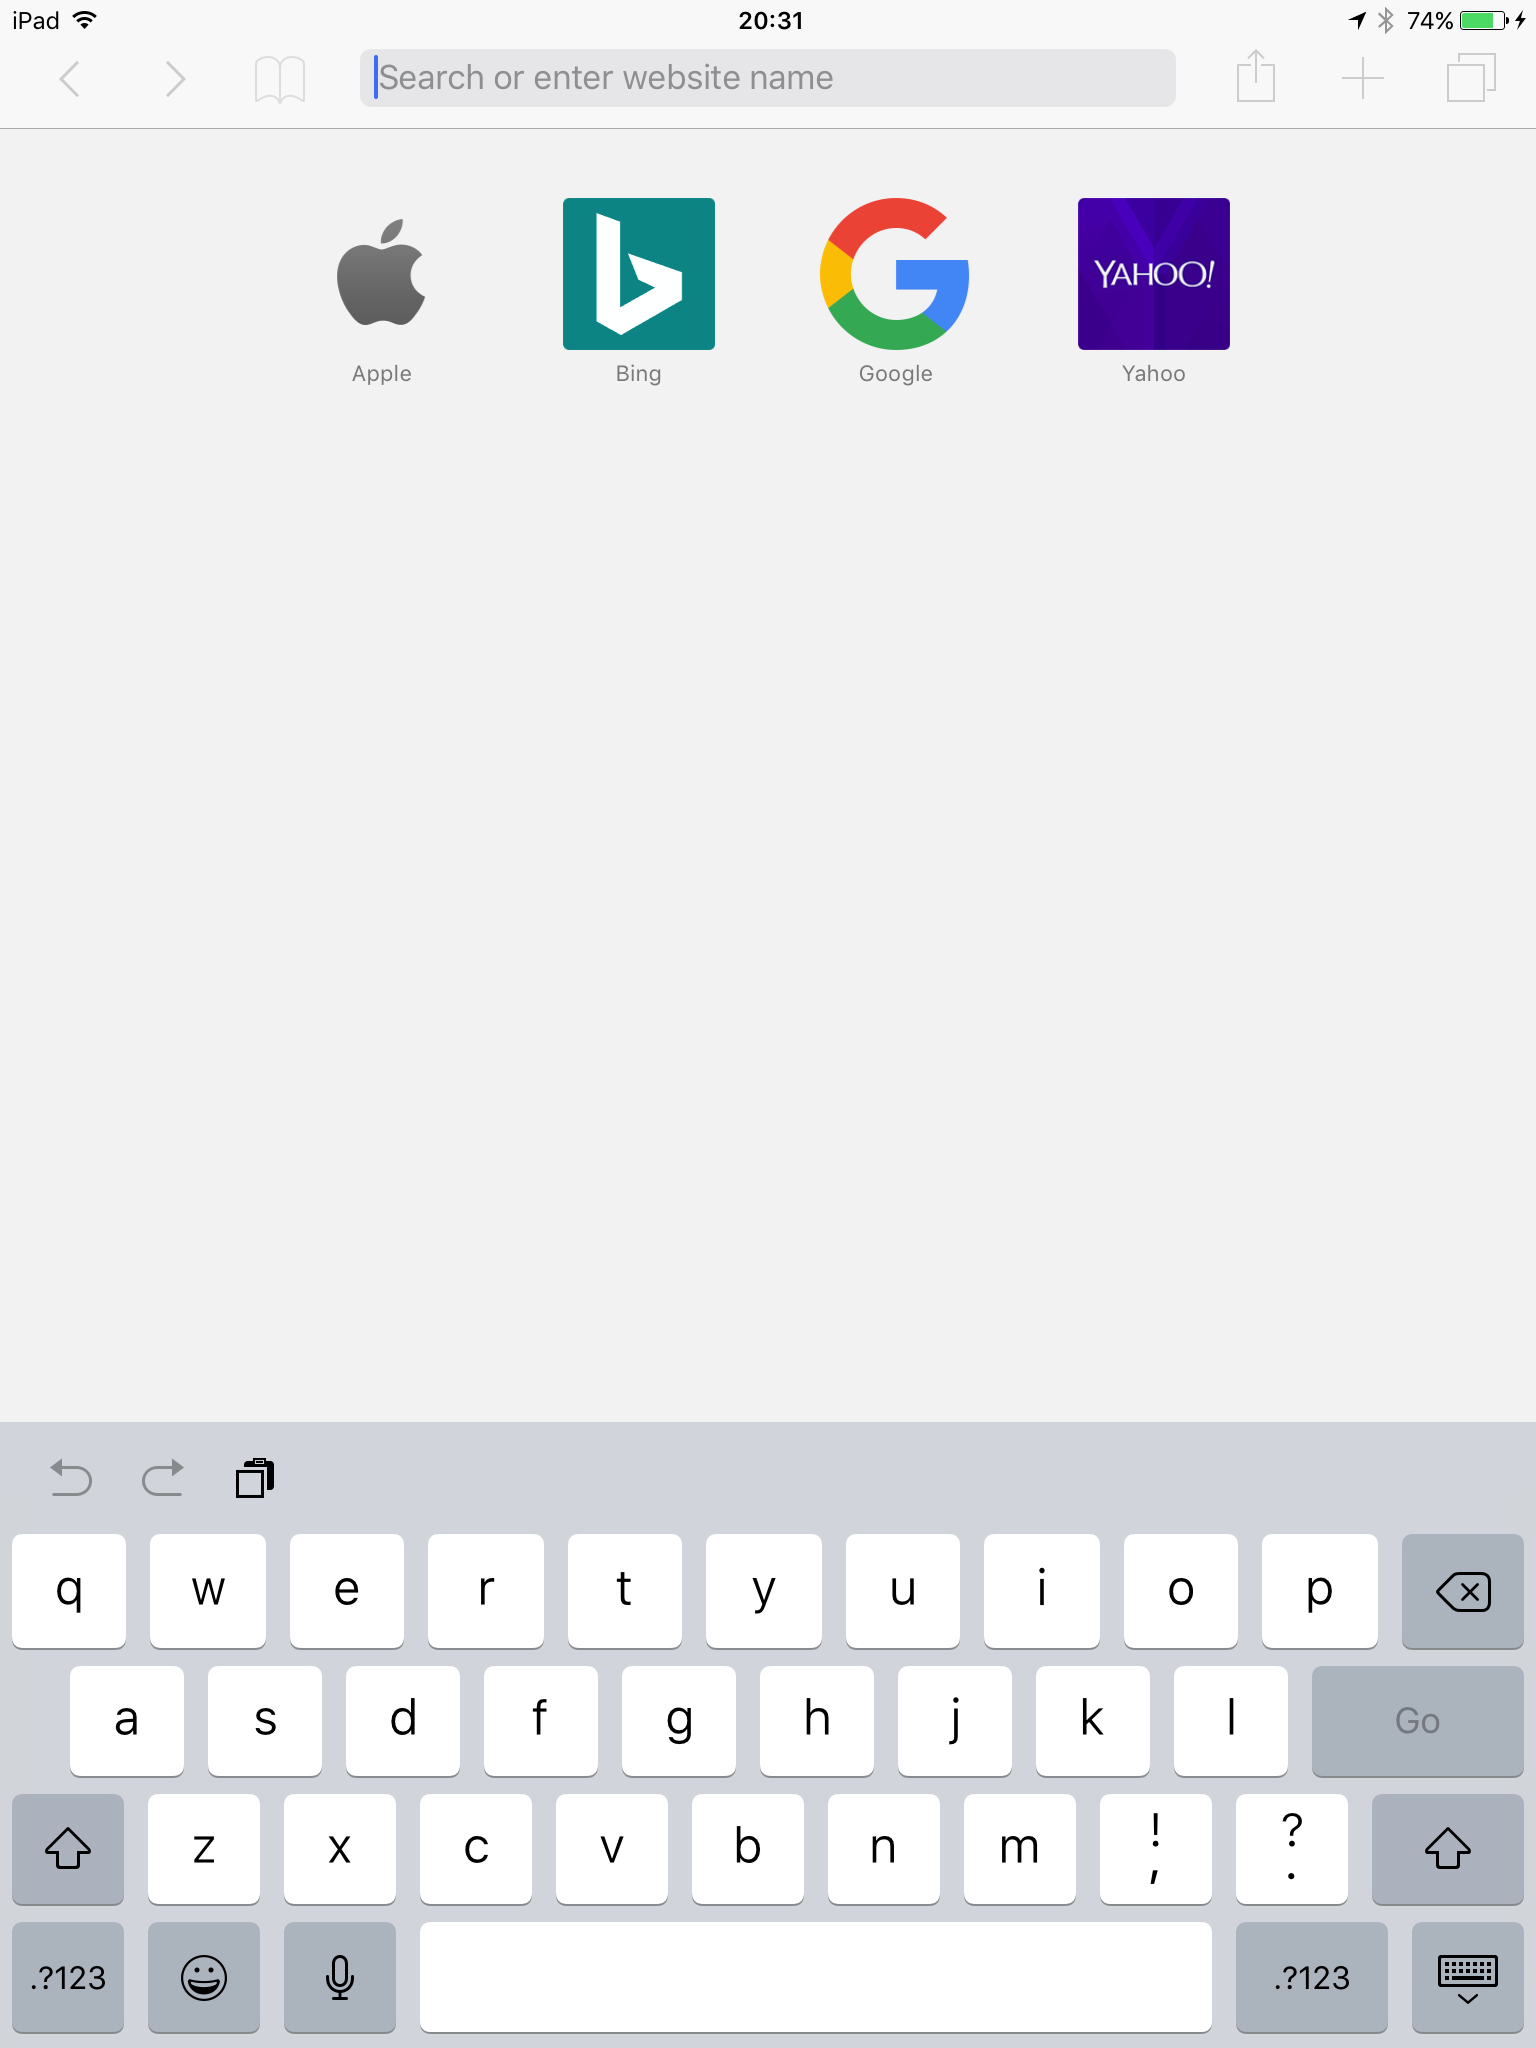 iPad 20:31 74%
Search or enter website name
YAHOO!
Apple Bing Google Yahoo
q w e r t y u i o p
a s d f g h j k l Go
z x c v b n m ! , ? .
.?123 .?123